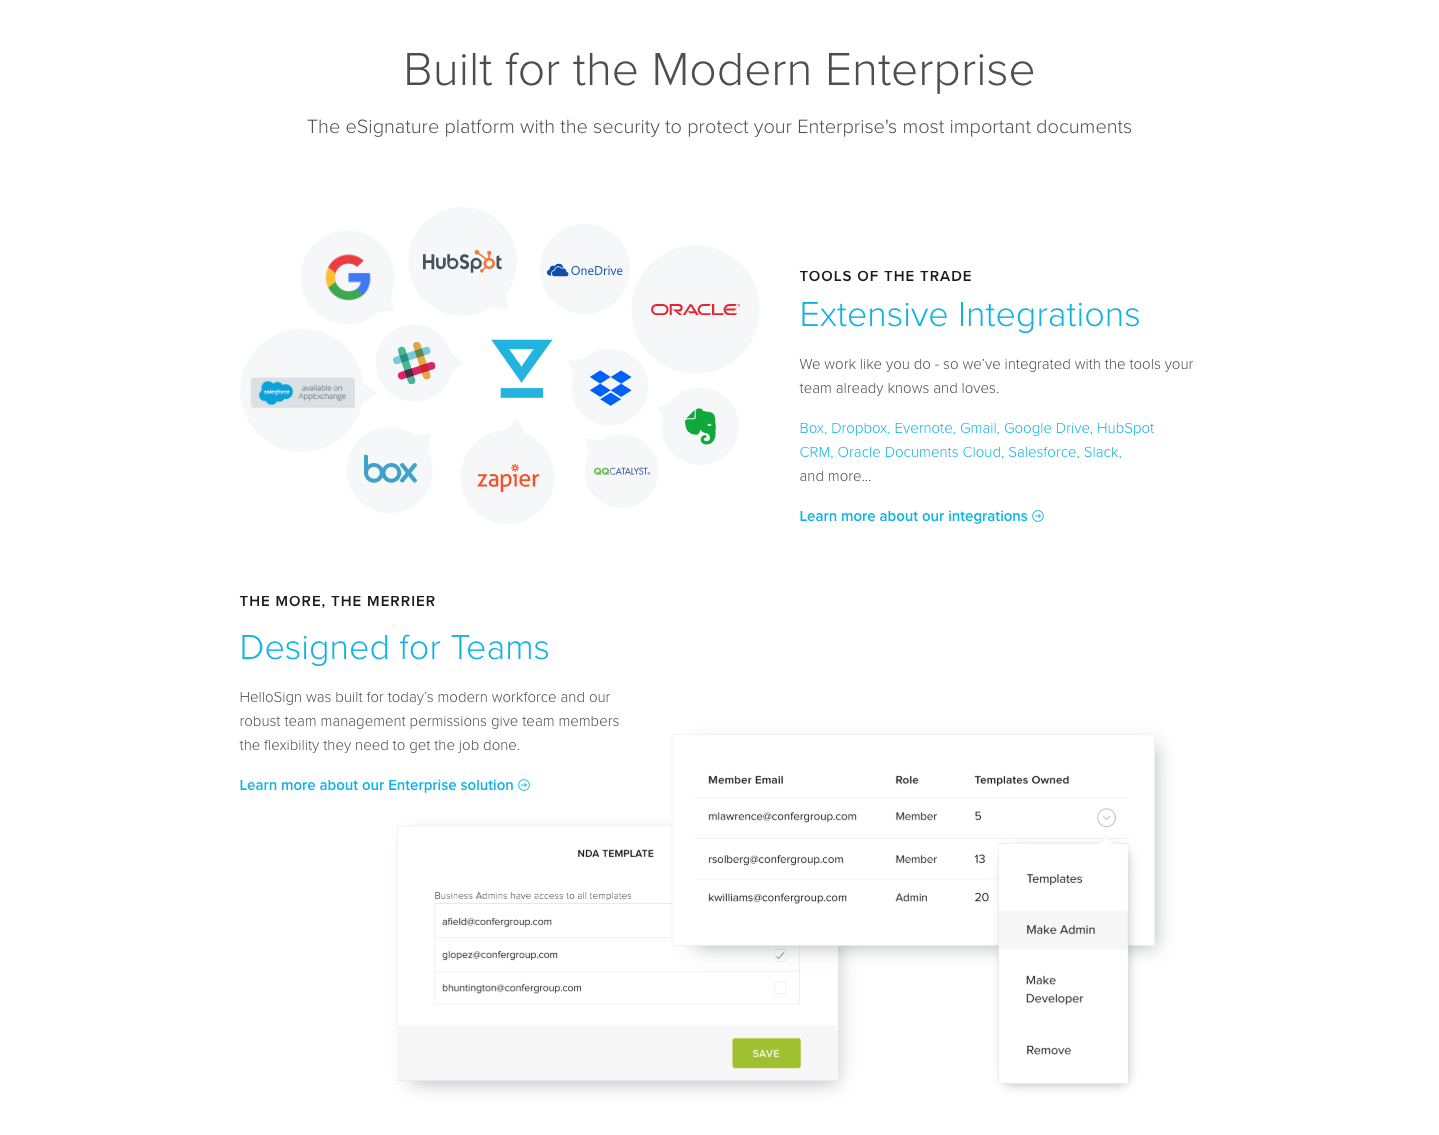 Built for the Modern Enterprise
The eSignature platform with the security to protect your Enterprise's most important documents
HubSpot
OneDrive
ORACLE
salesforce
available on
AppExchange
box
zapier
QQCATALYST
TOOLS OF THE TRADE
Extensive Integrations
We work like you do - so we’ve integrated with the tools your
team already knows and loves.
Box, Dropbox, Evernote, Gmail, Google Drive, HubSpot
CRM, Oracle Documents Cloud, Salesforce, Slack,
and more...
Learn more about our integrations
THE MORE, THE MERRIER
Designed for Teams
HelloSign was built for today’s modern workforce and our
robust team management permissions give team members
the flexibility they need to get the job done.
Learn more about our Enterprise solution
Member Email Role Templates Owned
mlawrence@confergroup.com Member 5
rsolberg@confergroup.com Member 13
kwilliams@confergroup.com Admin 20
Templates
Make Admin
Make
Developer
Remove
NDA TEMPLATE
Business Admins have access to all templates
afield@confergroup.com
glopez@confergroup.com
bhuntington@confergroup.com
SAVE